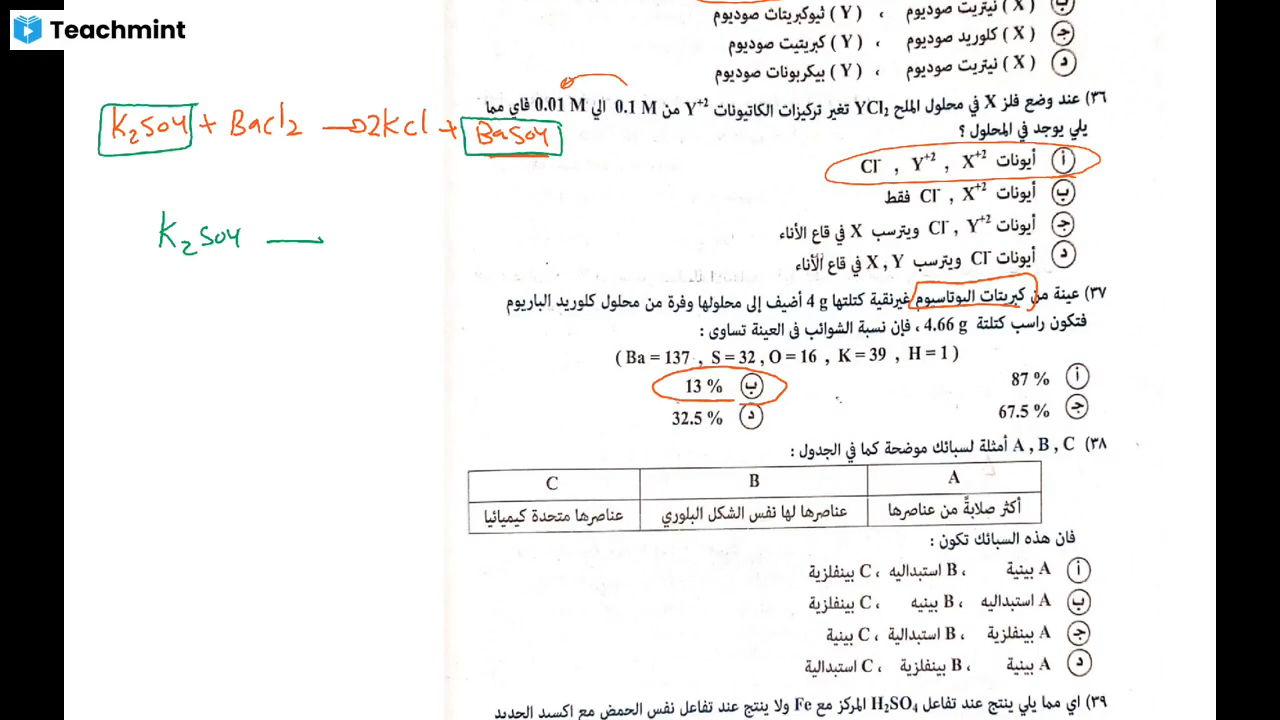 Teachmint
ب ( X ) نيتريت صوديوم ، ( Y ) ثيوكبريتات صوديوم
ج ( X ) كلوريد صوديوم ، ( Y ) كبريتيت صوديوم
د ( X ) نيتريت صوديوم ، ( Y ) بيكربونات صوديوم
٣٦) عند وضع فلز X في محلول الملح YCl₂ تغير تركيزات الكاتيونات Y⁺² من 0.1 M الي 0.01 M فاي مما
يلي يوجد في المحلول ؟
أ أيونات X⁺² , Y⁺² , Cl⁻
ب أيونات X⁺² , Cl⁻ فقط
ج أيونات Y⁺² , Cl⁻ ويترسب X في قاع الأناء
د أيونات Cl⁻ ويترسب X , Y في قاع الأناء
K₂SO4 + BaCl₂ → 2KCl + BaSO4
K₂SO4 →
٣٧) عينة من كبريتات البوتاسيوم غيرنقية كتلتها 4 g أضيف إلى محلولها وفرة من محلول كلوريد الباريوم
فتكون راسب كتلتة 4.66 g ، فإن نسبة الشوائب فى العينة تساوى :
( Ba = 137 , S = 32 , O = 16 , K = 39 , H = 1 )
أ 87 % ب 13 %
ج 67.5 % د 32.5 %
٣٨) A , B , C أمثلة لسبائك موضحة كما في الجدول :
A B C
أكثر صلابةً من عناصرها عناصرها لها نفس الشكل البلوري عناصرها متحدة كيميائيا
فان هذه السبائك تكون :
أ A بينية ، B استبداليه ، C بينفلزية
ب A استبداليه ، B بينيه ، C بينفلزية
ج A بينفلزية ، B استبدالية ، C بينية
د A بينية ، B بينفلزية ، C استبدالية
٣٩) اي مما يلي ينتج عند تفاعل H₂SO₄ المركز مع Fe ولا ينتج عند تفاعل نفس الحمض مع اكسيد الحديد